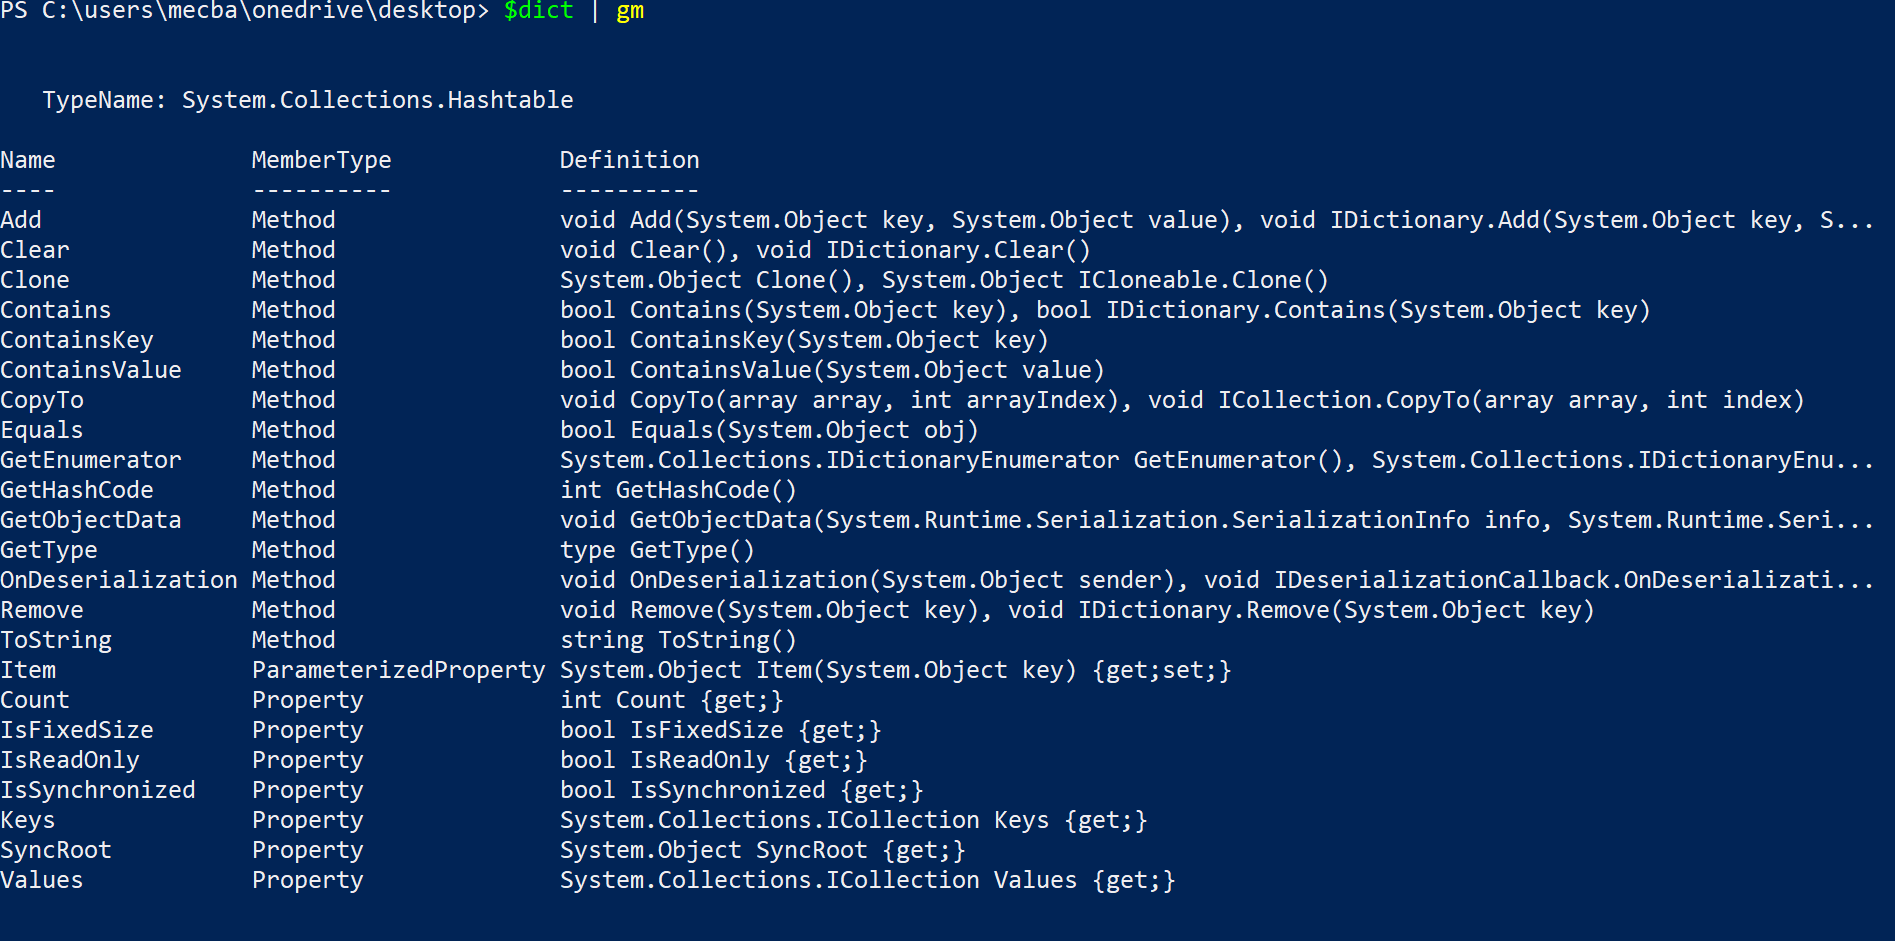 PS C:\users\mecba\onedrive\desktop> $dict | gm
TypeName: System.Collections.Hashtable
Name MemberType Definition
---- ---------- ----------
Add Method void Add(System.Object key, System.Object value), void IDictionary.Add(System.Object key, S...
Clear Method void Clear(), void IDictionary.Clear()
Clone Method System.Object Clone(), System.Object ICloneable.Clone()
Contains Method bool Contains(System.Object key), bool IDictionary.Contains(System.Object key)
ContainsKey Method bool ContainsKey(System.Object key)
ContainsValue Method bool ContainsValue(System.Object value)
CopyTo Method void CopyTo(array array, int arrayIndex), void ICollection.CopyTo(array array, int index)
Equals Method bool Equals(System.Object obj)
GetEnumerator Method System.Collections.IDictionaryEnumerator GetEnumerator(), System.Collections.IDictionaryEnu...
GetHashCode Method int GetHashCode()
GetObjectData Method void GetObjectData(System.Runtime.Serialization.SerializationInfo info, System.Runtime.Seri...
GetType Method type GetType()
OnDeserialization Method void OnDeserialization(System.Object sender), void IDeserializationCallback.OnDeserializati...
Remove Method void Remove(System.Object key), void IDictionary.Remove(System.Object key)
ToString Method string ToString()
Item ParameterizedProperty System.Object Item(System.Object key) {get;set;}
Count Property int Count {get;}
IsFixedSize Property bool IsFixedSize {get;}
IsReadOnly Property bool IsReadOnly {get;}
IsSynchronized Property bool IsSynchronized {get;}
Keys Property System.Collections.ICollection Keys {get;}
SyncRoot Property System.Object SyncRoot {get;}
Values Property System.Collections.ICollection Values {get;}